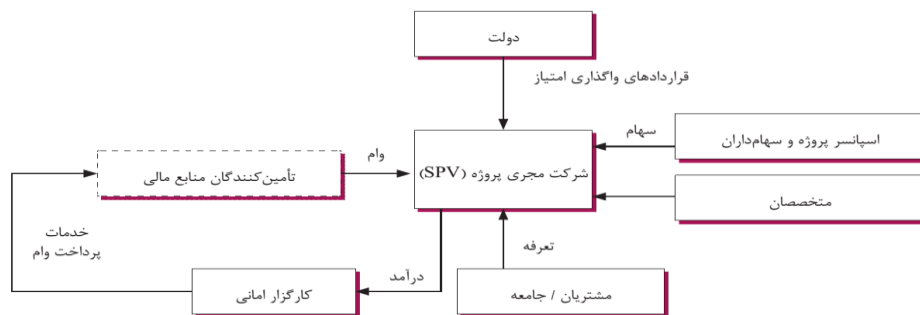 دولت
قراردادهای واگذاری امتیاز
سهام
اسپانسر پروژه و سهام‌داران
وام
شرکت مجری پروژه (SPV)
تأمین‌کنندگان منابع مالی
متخصصان
خدمات
پرداخت وام
تعرفه
درآمد
مشتریان / جامعه
کارگزار امانی